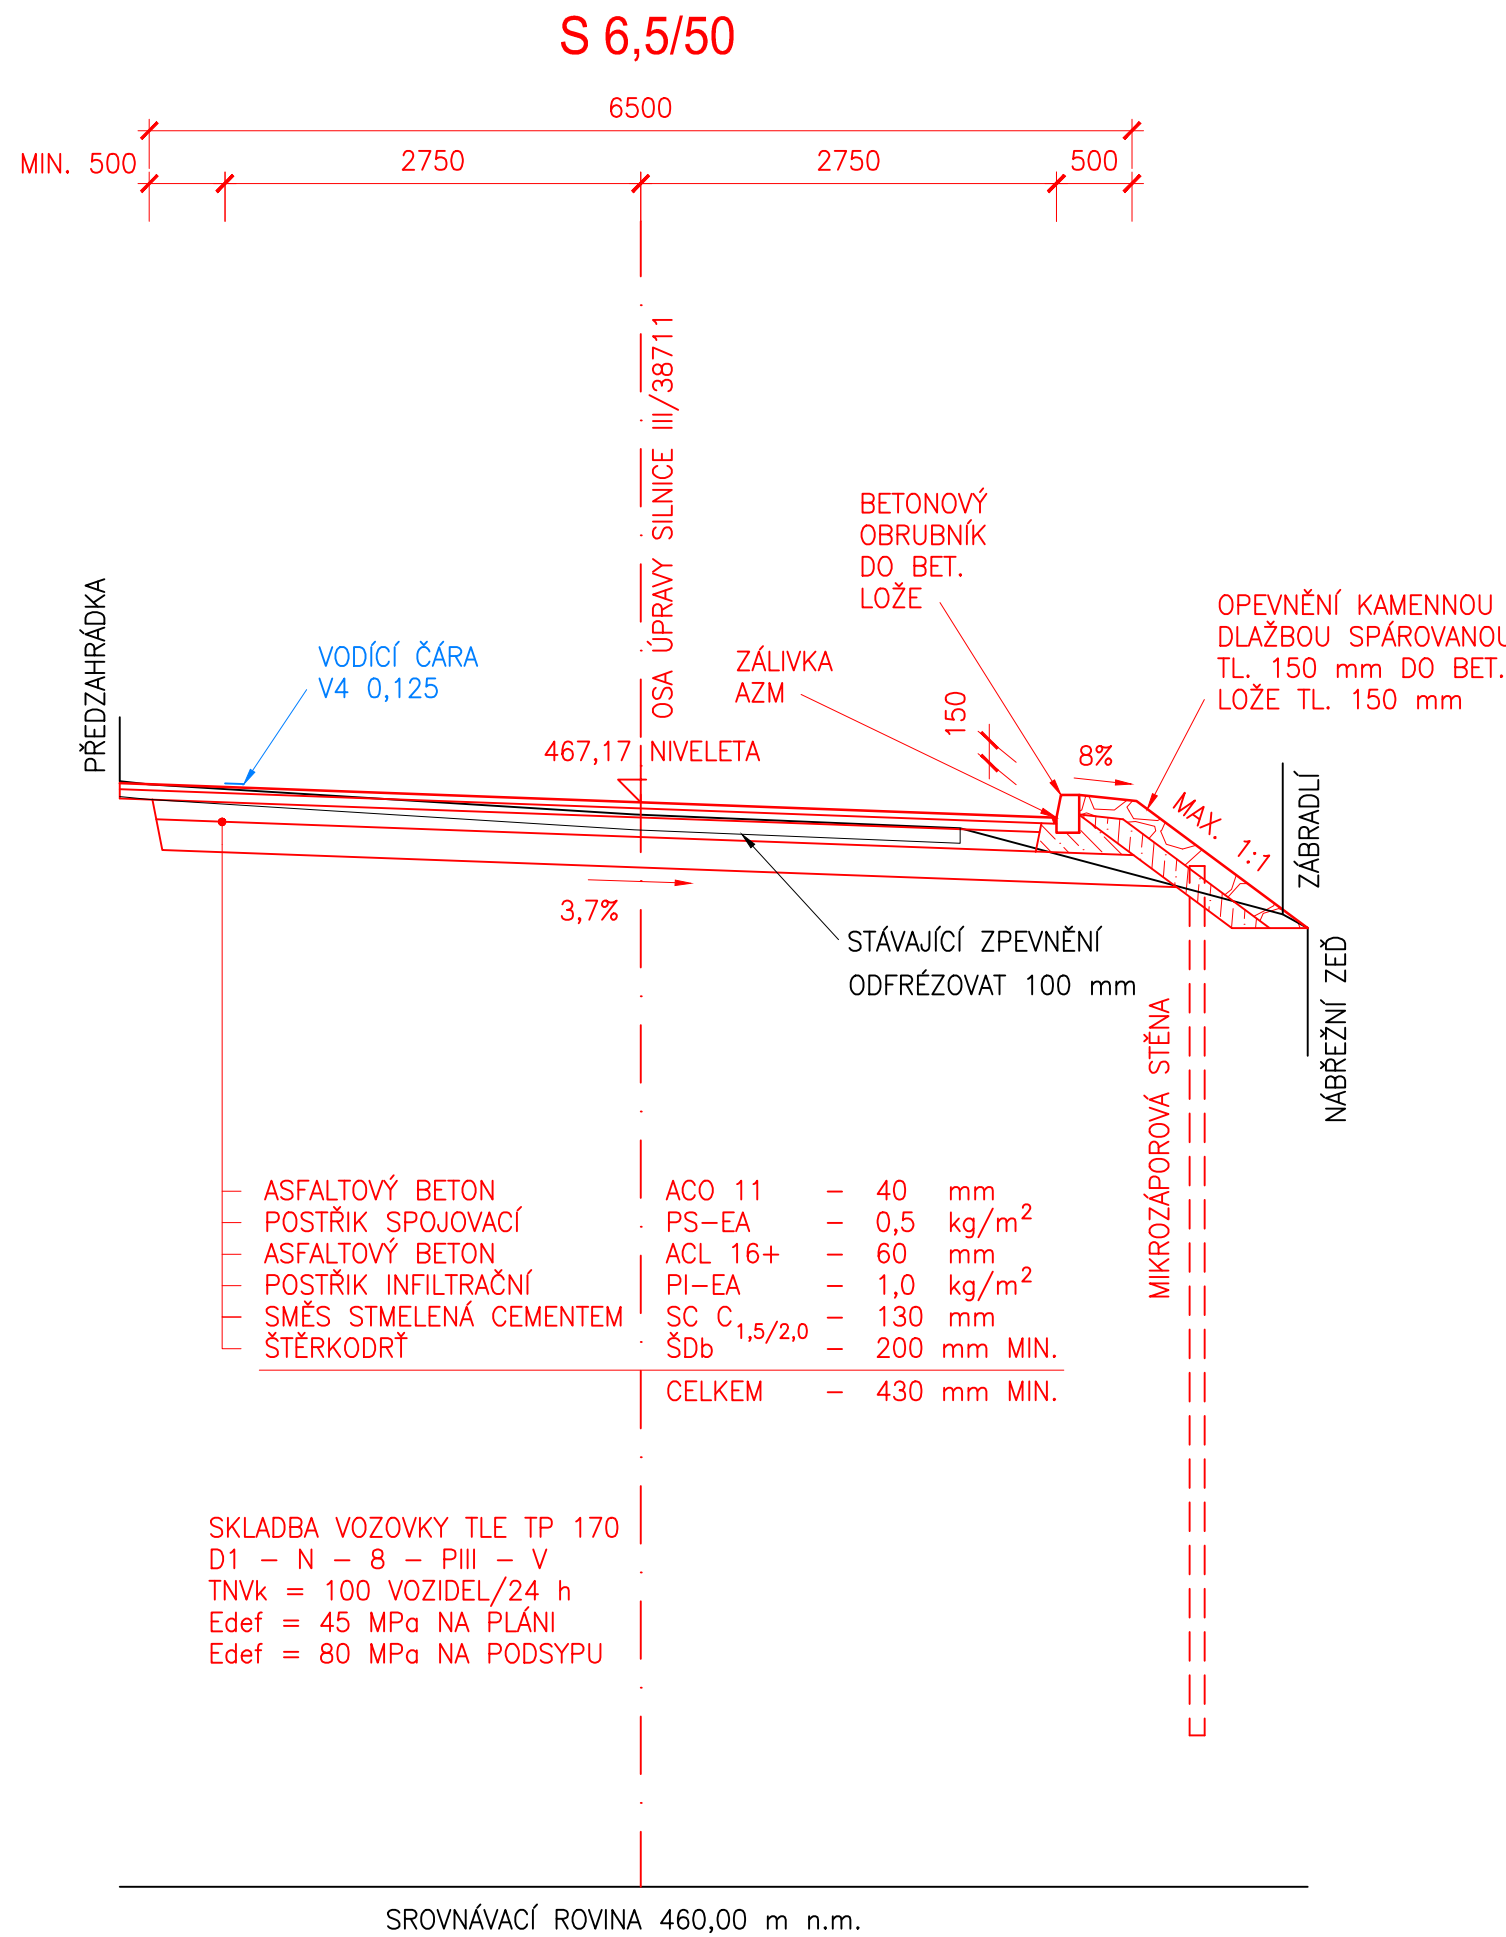 S 6,5/50
6500
MIN. 500
2750
2750
500
OSA ÚPRAVY SILNICE III/38711
BETONOVÝ
OBRUBNÍK
DO BET.
LOŽE
OPEVNĚNÍ KAMENNOU
DLAŽBOU SPÁROVANOU
TL. 150 mm DO BET.
LOŽE TL. 150 mm
PŘEDZAHRÁDKA
VODÍCÍ ČÁRA
V4 0,125
ZÁLIVKA
AZM
150
467,17 NIVELETA
8%
MAX. 1:1
ZÁBRADLÍ
3,7%
STÁVAJÍCÍ ZPEVNĚNÍ
ODFRÉZOVAT 100 mm
NÁBŘEŽNÍ ZEĎ
MIKROZÁPOROVÁ STĚNA
ASFALTOVÝ BETON ACO 11 – 40 mm
POSTŘIK SPOJOVACÍ PS–EA – 0,5 kg/m²
ASFALTOVÝ BETON ACL 16+ – 60 mm
POSTŘIK INFILTRAČNÍ PI–EA – 1,0 kg/m²
SMĚS STMELENÁ CEMENTEM SC C1,5/2,0 – 130 mm
ŠTĚRKODRŤ ŠDb – 200 mm MIN.
CELKEM – 430 mm MIN.
SKLADBA VOZOVKY TLE TP 170
D1 – N – 8 – PIII – V
TNVk = 100 VOZIDEL/24 h
Edef = 45 MPa NA PLÁNI
Edef = 80 MPa NA PODSYPU
SROVNÁVACÍ ROVINA 460,00 m n.m.